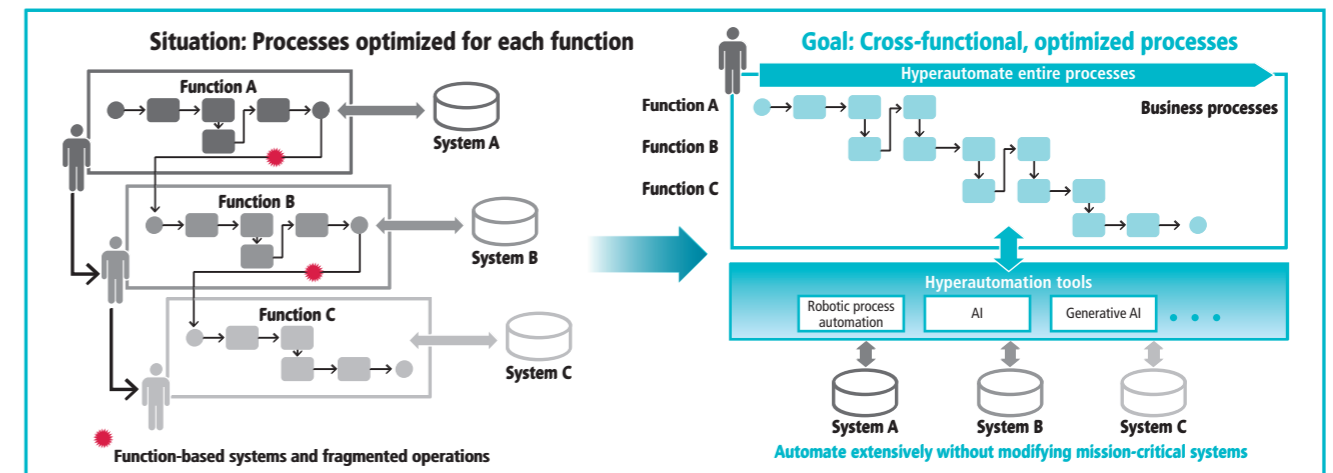 Situation: Processes optimized for each function
Function A
System A
Function B
System B
Function C
System C
Function-based systems and fragmented operations
Goal: Cross-functional, optimized processes
Hyperautomate entire processes
Business processes
Function A
Function B
Function C
Hyperautomation tools
Robotic process
automation
AI
Generative AI
System A
System B
System C
Automate extensively without modifying mission-critical systems